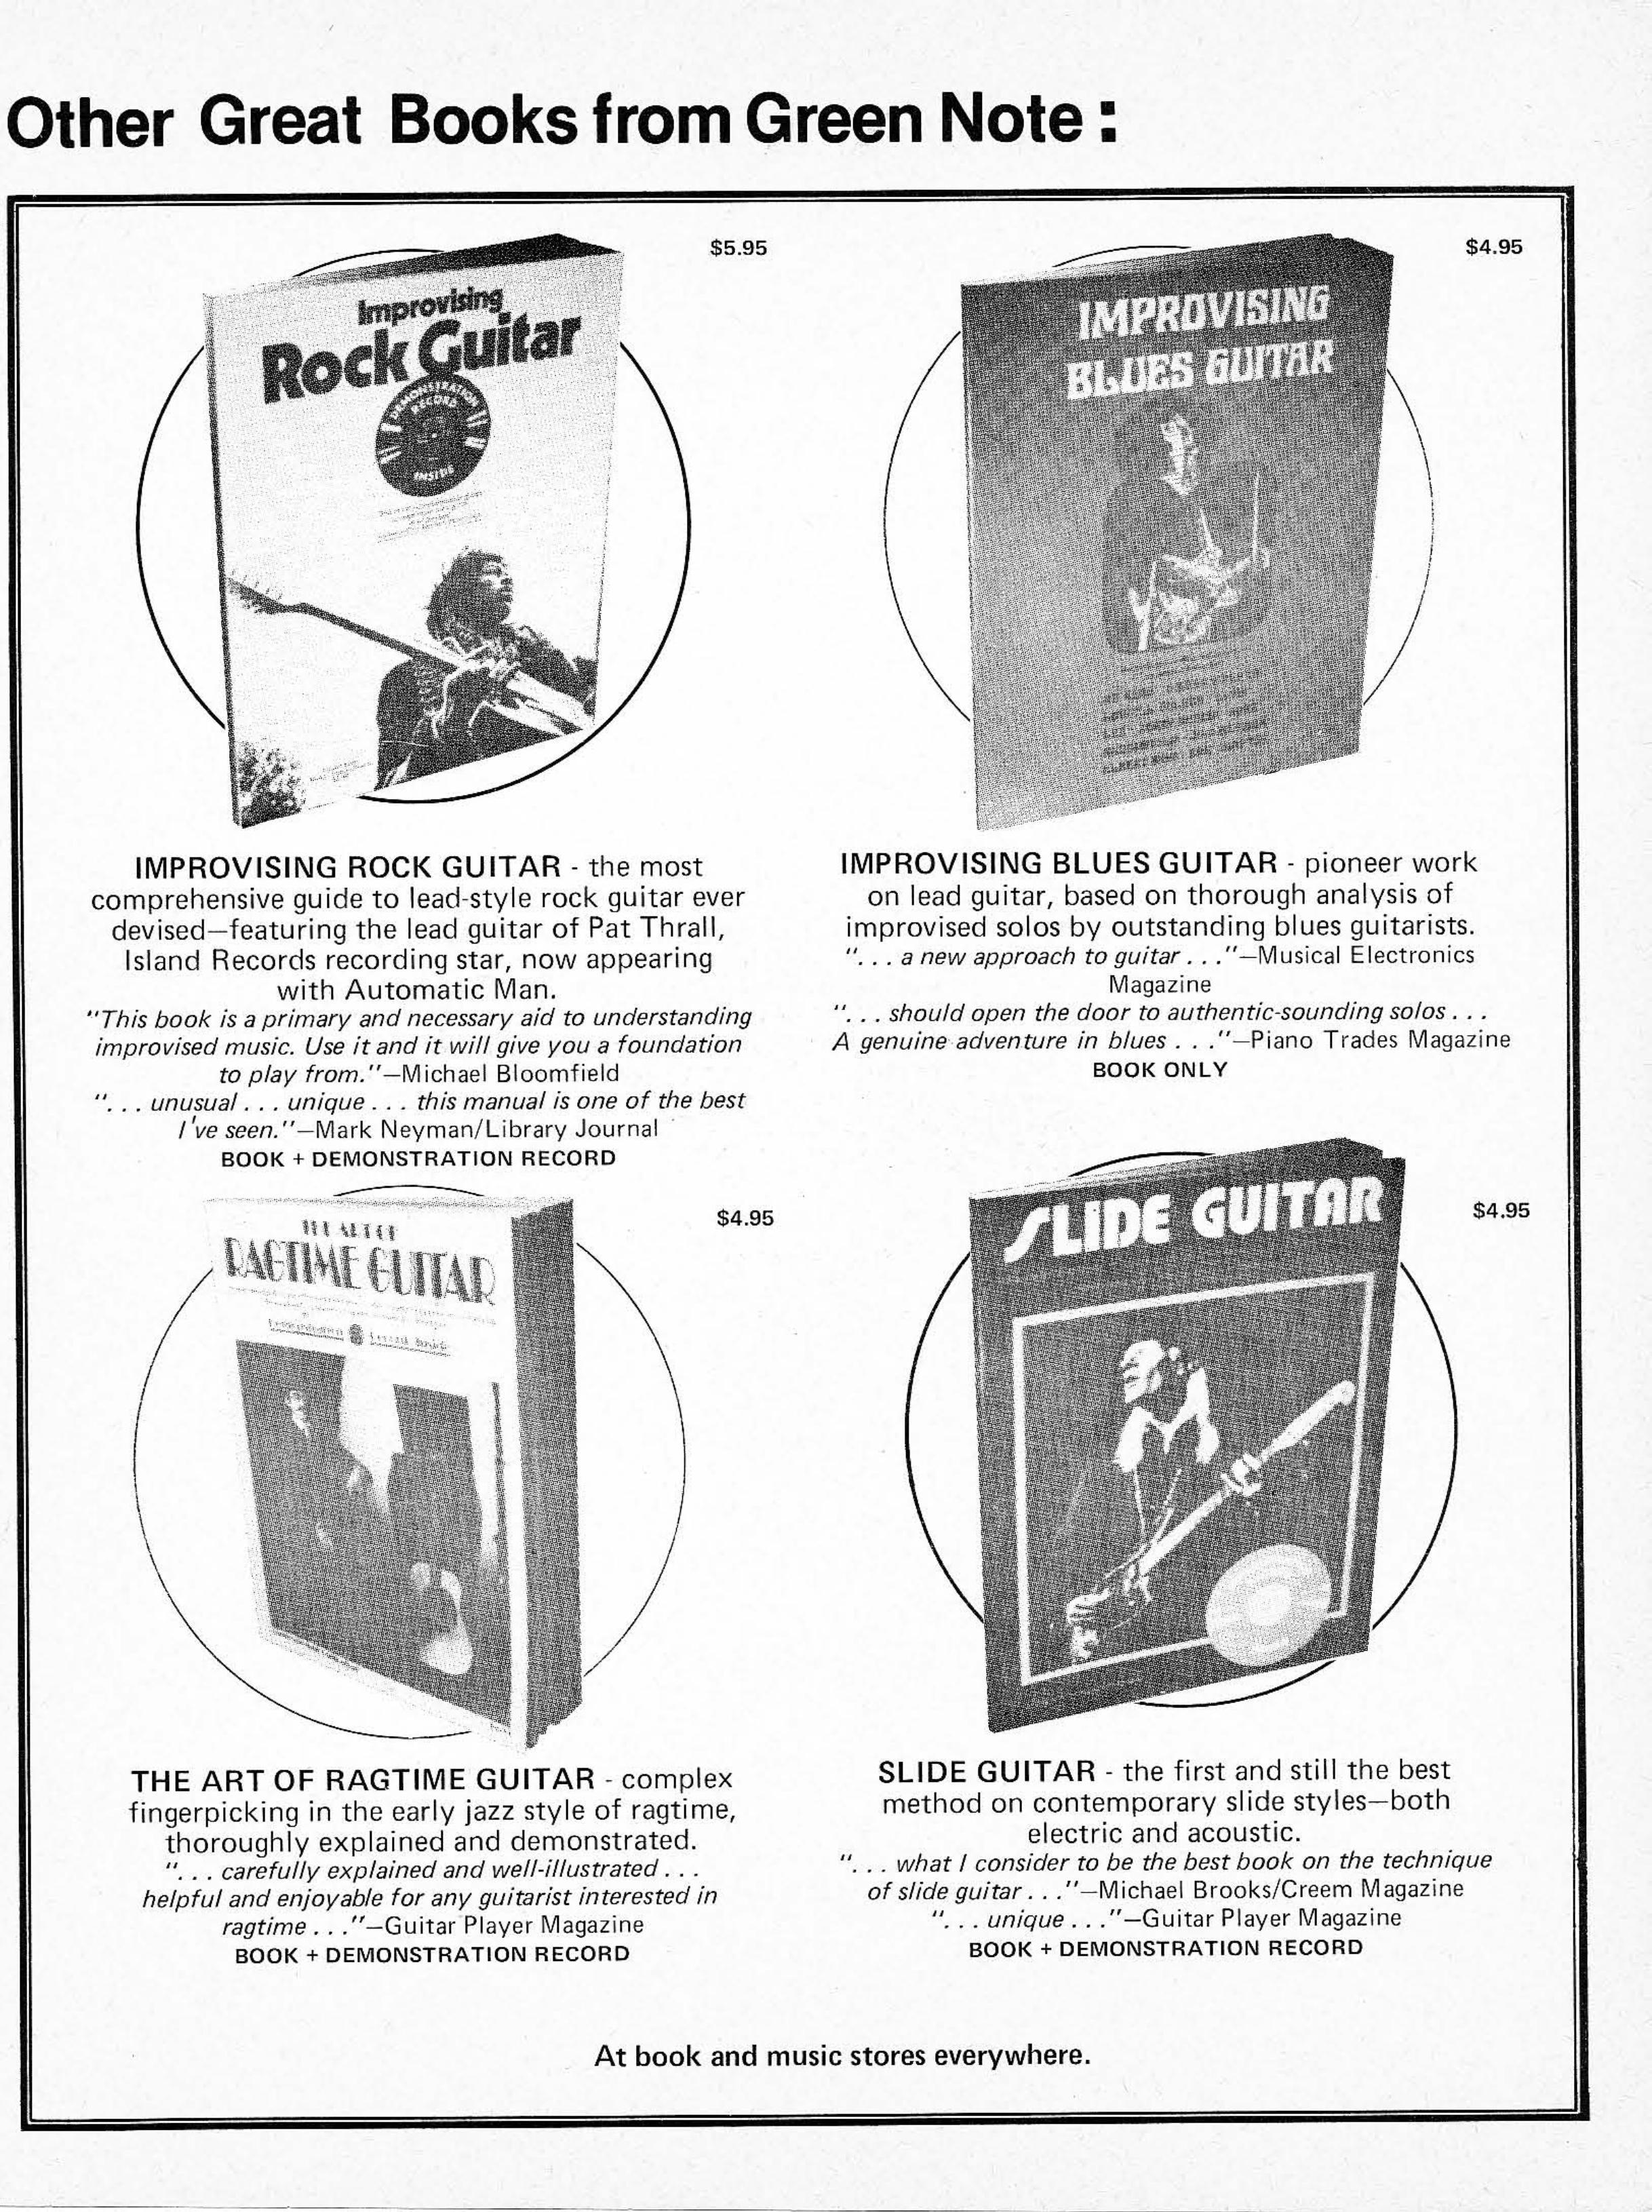 Other Great Books from Green Note :
$5.95
Improvising
Rock Guitar
DEMONSTRATION
RECORD
INSIDE
IMPROVISING ROCK GUITAR - the most
comprehensive guide to lead-style rock guitar ever
devised—featuring the lead guitar of Pat Thrall,
Island Records recording star, now appearing
with Automatic Man.
"This book is a primary and necessary aid to understanding
improvised music. Use it and it will give you a foundation
to play from."—Michael Bloomfield
". . . unusual . . . unique . . . this manual is one of the best
I've seen."—Mark Neyman/Library Journal
BOOK + DEMONSTRATION RECORD
$4.95
IMPROVISING
BLUES GUITAR
IMPROVISING BLUES GUITAR - pioneer work
on lead guitar, based on thorough analysis of
improvised solos by outstanding blues guitarists.
". . . a new approach to guitar . . ."—Musical Electronics
Magazine
". . . should open the door to authentic-sounding solos . . .
A genuine adventure in blues . . ."—Piano Trades Magazine
BOOK ONLY
$4.95
THE ART OF
RAGTIME GUITAR
THE ART OF RAGTIME GUITAR - complex
fingerpicking in the early jazz style of ragtime,
thoroughly explained and demonstrated.
". . . carefully explained and well-illustrated . . .
helpful and enjoyable for any guitarist interested in
ragtime . . ."—Guitar Player Magazine
BOOK + DEMONSTRATION RECORD
$4.95
SLIDE GUITAR
SLIDE GUITAR - the first and still the best
method on contemporary slide styles—both
electric and acoustic.
". . . what I consider to be the best book on the technique
of slide guitar . . ."—Michael Brooks/Creem Magazine
". . . unique . . ."—Guitar Player Magazine
BOOK + DEMONSTRATION RECORD
At book and music stores everywhere.